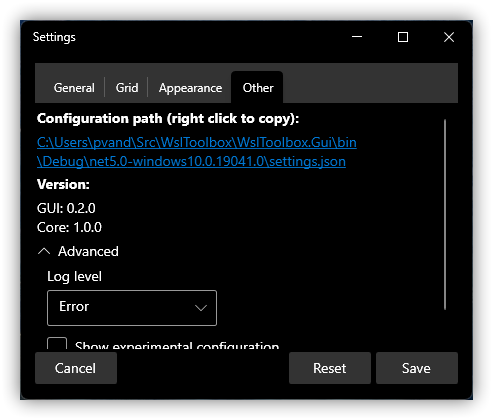 Settings
General
Grid
Appearance
Other
Configuration path (right click to copy):
C:\Users\pvand\Src\WslToolbox\WslToolbox.Gui\bin
\Debug\net5.0-windows10.0.19041.0\settings.json
Version:
GUI: 0.2.0
Core: 1.0.0
Advanced
Log level
Error
Show experimental configuration
Cancel
Reset
Save